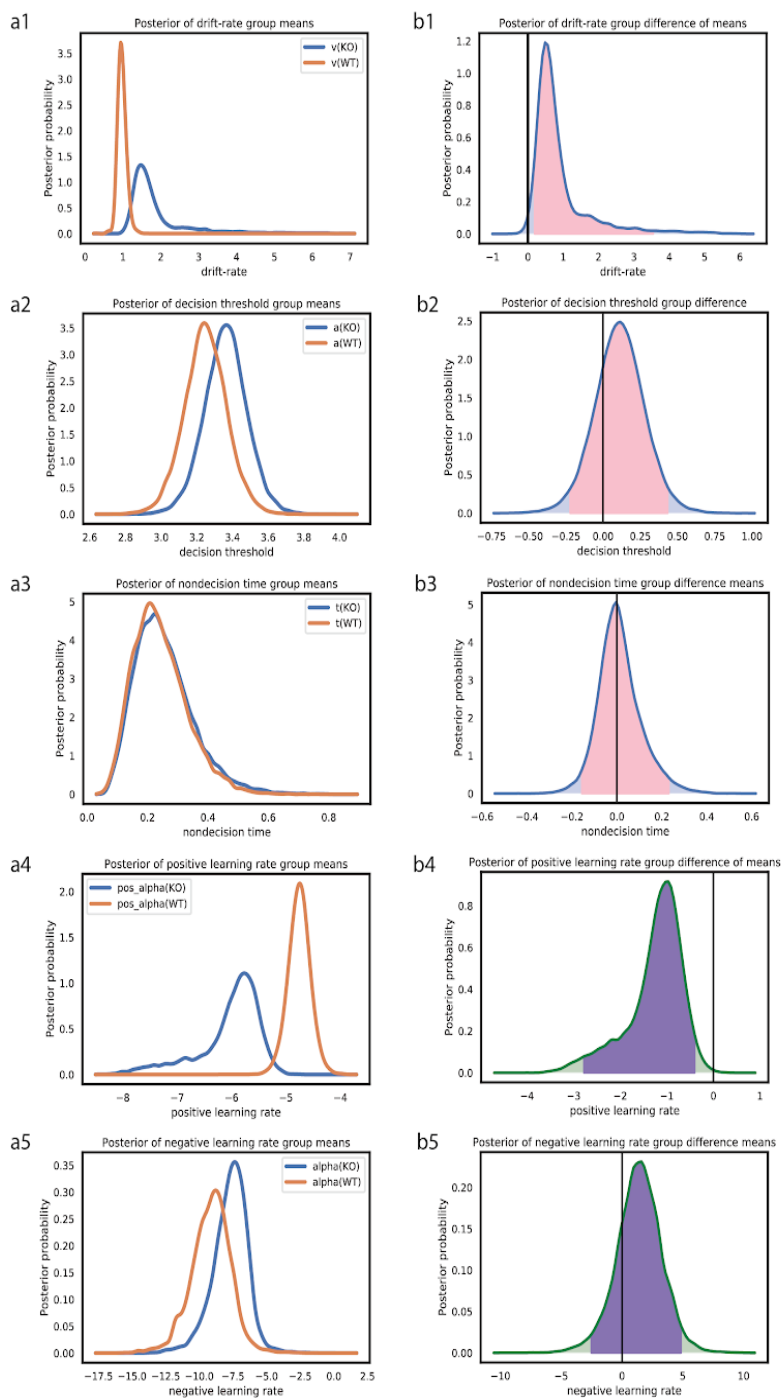 a1
Posterior of drift-rate group means
v(KO)
v(WT)
Posterior probability
3.5
3.0
2.5
2.0
1.5
1.0
0.5
0.0
0 1 2 3 4 5 6 7
drift-rate
b1
Posterior of drift-rate group difference of means
Posterior probability
1.2
1.0
0.8
0.6
0.4
0.2
0.0
−1 0 1 2 3 4 5 6
drift-rate
a2
Posterior of decision threshold group means
a(KO)
a(WT)
Posterior probability
3.5
3.0
2.5
2.0
1.5
1.0
0.5
0.0
2.6 2.8 3.0 3.2 3.4 3.6 3.8 4.0
decision threshold
b2
Posterior of decision threshold group difference
Posterior probability
2.5
2.0
1.5
1.0
0.5
0.0
−0.75 −0.50 −0.25 0.00 0.25 0.50 0.75 1.00
decision threshold
a3
Posterior of nondecision time group means
t(KO)
t(WT)
Posterior probability
5
4
3
2
1
0
0.0 0.2 0.4 0.6 0.8
nondecision time
b3
Posterior of nondecision time group difference means
Posterior probability
5
4
3
2
1
0
−0.6 −0.4 −0.2 0.0 0.2 0.4 0.6
nondecision time
a4
Posterior of positive learning rate group means
pos_alpha(KO)
pos_alpha(WT)
Posterior probability
2.0
1.5
1.0
0.5
0.0
−8 −7 −6 −5 −4
positive learning rate
b4
Posterior of positive learning rate group difference of means
Posterior probability
0.8
0.6
0.4
0.2
0.0
−4 −3 −2 −1 0 1
positive learning rate
a5
Posterior of negative learning rate group means
alpha(KO)
alpha(WT)
Posterior probability
0.35
0.30
0.25
0.20
0.15
0.10
0.05
0.00
−17.5 −15.0 −12.5 −10.0 −7.5 −5.0 −2.5 0.0 2.5
negative learning rate
b5
Posterior of negative learning rate group difference means
Posterior probability
0.20
0.15
0.10
0.05
0.00
−10 −5 0 5 10
negative learning rate